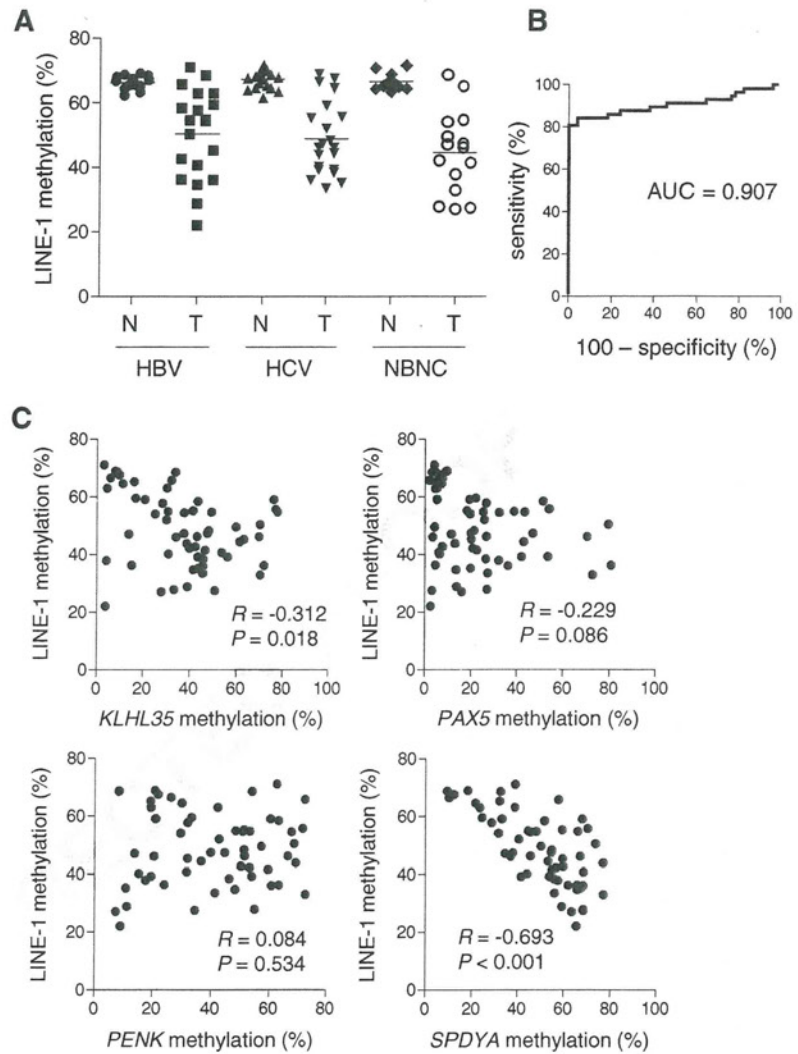 A
LINE-1 methylation (%)
80
60
40
20
0
N T N T N T
HBV HCV NBNC
B
sensitivity (%)
100
80
60
40
20
0
AUC = 0.907
0 20 40 60 80 100
100 – specificity (%)
C
LINE-1 methylation (%)
80
60
40
20
0
R = -0.312
P = 0.018
0 20 40 60 80 100
KLHL35 methylation (%)
LINE-1 methylation (%)
80
60
40
20
0
R = -0.229
P = 0.086
0 20 40 60 80 100
PAX5 methylation (%)
LINE-1 methylation (%)
80
60
40
20
0
R = 0.084
P = 0.534
0 20 40 60 80
PENK methylation (%)
LINE-1 methylation (%)
80
60
40
20
0
R = -0.693
P < 0.001
0 20 40 60 80 100
SPDYA methylation (%)